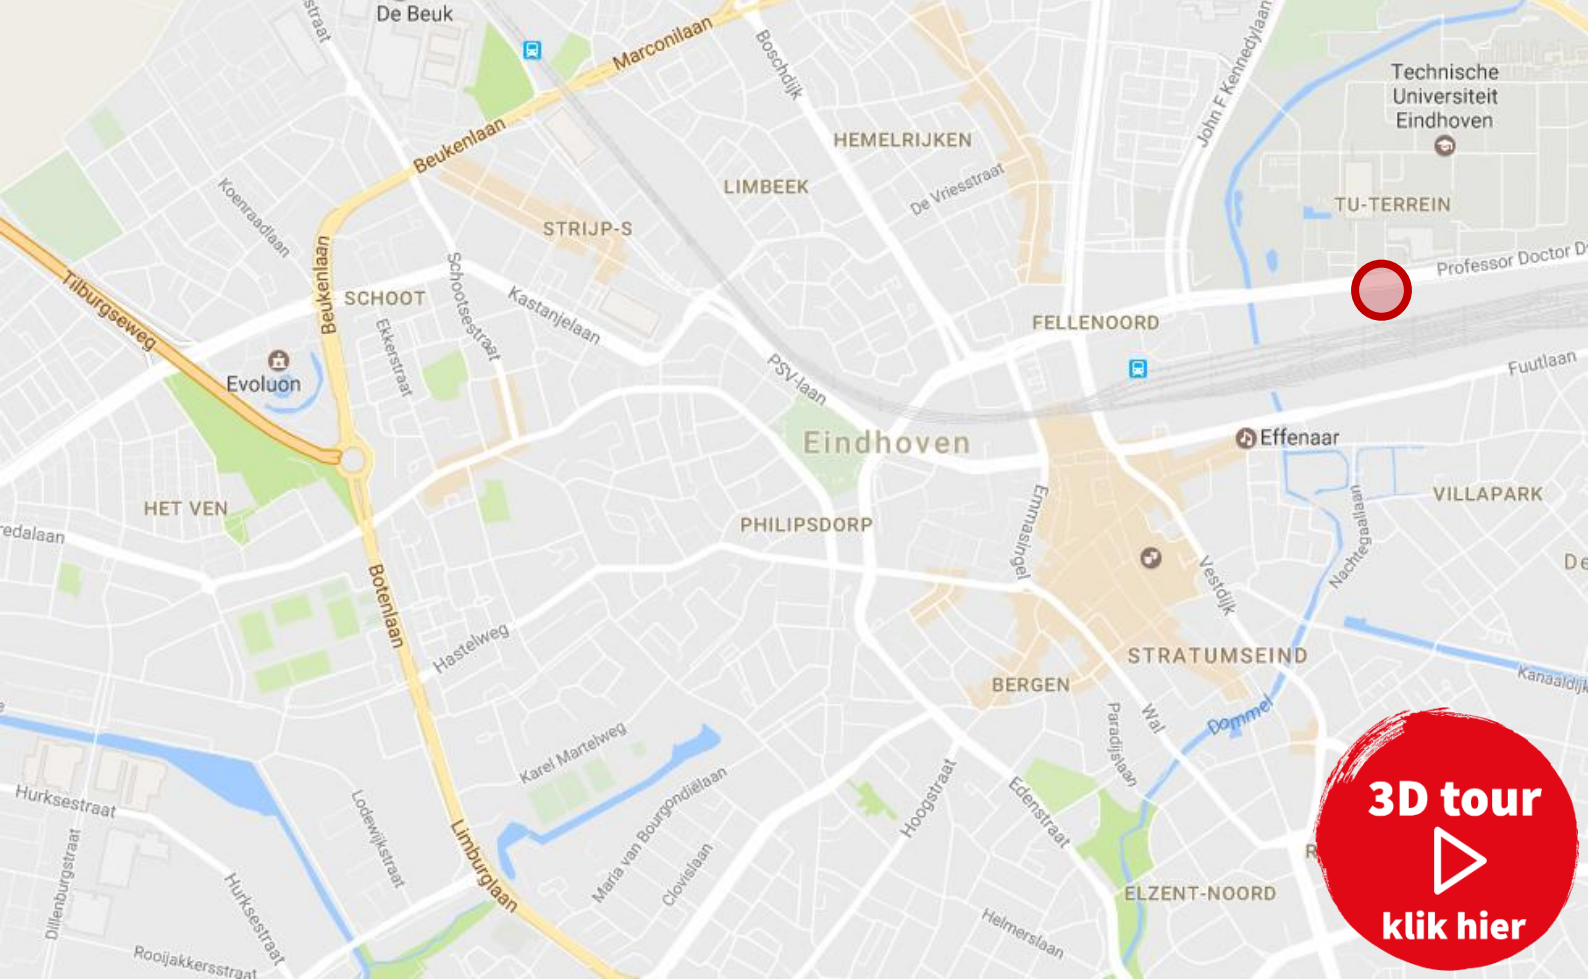 De Beuk
straat
Marconilaan
Boschdijk
John F Kennedylaan
Technische
Universiteit
Eindhoven
HEMELRIJKEN
Beukenlaan
LIMBEEK
De Vriesstraat
TU-TERREIN
Koenraadlaan
STRIJP-S
Professor Doctor D
Beukenlaan
Schootsestraat
Tilburgseweg
SCHOOT
Kastanjelaan
FELLENOORD
Ekkerstraat
Evoluon
PSV-laan
Fuutlaan
Eindhoven
Effenaar
HET VEN
Emmasingel
VILLAPARK
Nachtegaallaan
redalaan
PHILIPSDORP
De
Botenlaan
Vestdijk
Hastelweg
STRATUMSEIND
BERGEN
Kanaaldijk
Wal
Dommel
Paradijslaan
Karel Martelweg
Hurksestraat
Lodewijkstraat
Maria van Bourgondiëlaan
Hoogstraat
Edenstraat
3D tour
klik hier
Limburglaan
Clovislaan
R
Dillenburgstraat
Hurksestraat
ELZENT-NOORD
Helmerslaan
Rooijakkersstraat